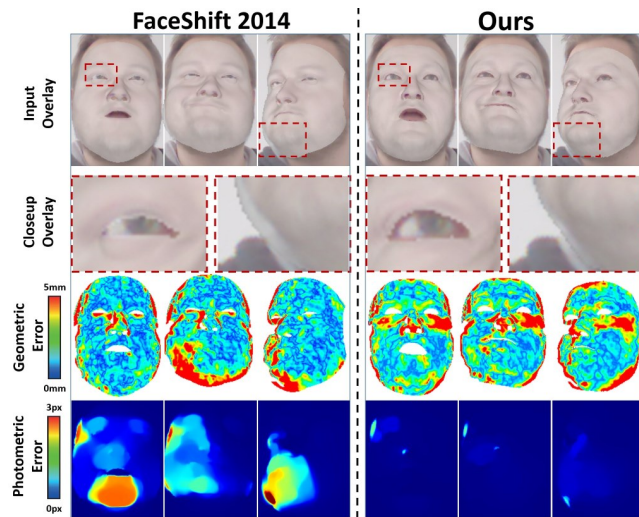 FaceShift 2014
Ours
Input
Overlay
Closeup
Overlay
Geometric
Error
5mm
0mm
Photometric
Error
3px
0px